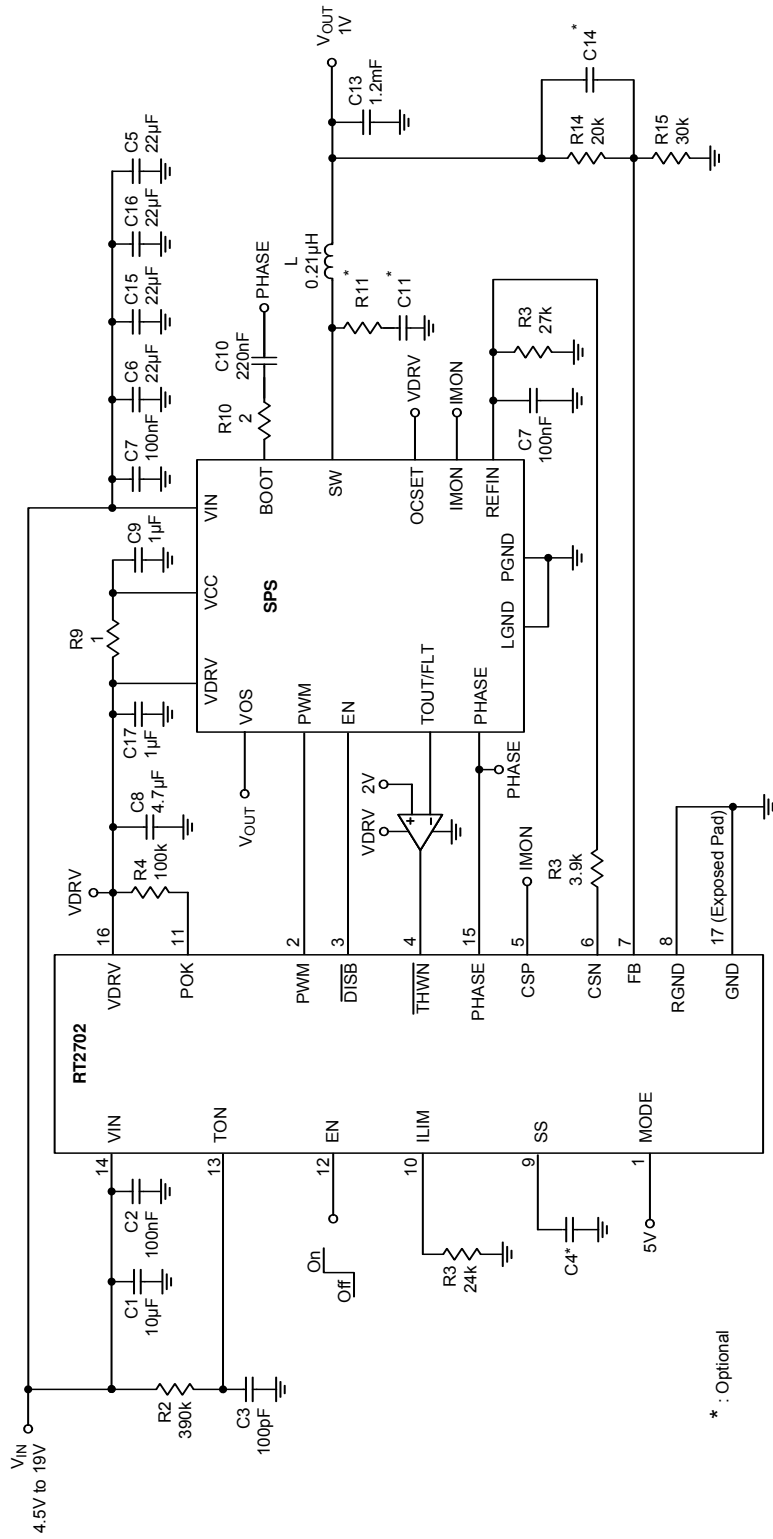 VIN
4.5V to 19V
R2
390k
C3
100pF
C1
10µF
C2
100nF
14
13
On
Off
12
10
R3
24k
9
C4*
1
5V
RT2702
VIN
TON
EN
ILIM
SS
MODE
VDRV
POK
PWM
DISB
THWN
PHASE
CSP
CSN
FB
RGND
GND
16
11
2
3
4
15
5
6
7
8
17 (Exposed Pad)
VDRV
R4
100k
C8
4.7µF
C17
1µF
R9
1
C9
1µF
VOUT
VDRV
2V
+
−
PHASE
IMON
R3
3.9k
SPS
VDRV
VCC
VIN
VOS
PWM
EN
TOUT/FLT
PHASE
LGND
PGND
BOOT
SW
OCSET
IMON
REFIN
C7
100nF
C6
22µF
C15
22µF
C16
22µF
C5
22µF
R10
2
C10
220nF
PHASE
L
0.21µH
R11
*
C11
*
VDRV
IMON
C7
100nF
R3
27k
VOUT
1V
C13
1.2mF
R14
20k
C14
*
R15
30k
* : Optional